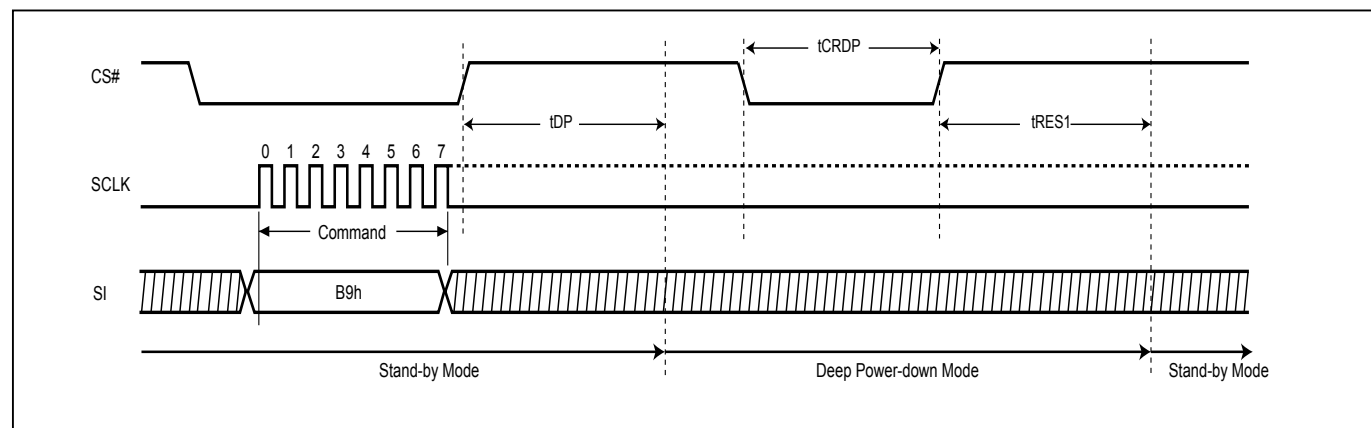 tCRDP
CS#
tDP
tRES1
0 1 2 3 4 5 6 7
SCLK
Command
SI
B9h
Stand-by Mode
Deep Power-down Mode
Stand-by Mode